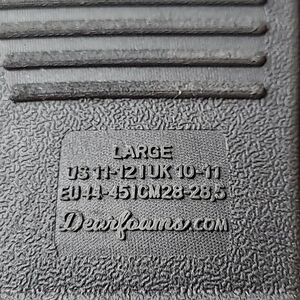 LARGE
US 11-12 | UK 10-11
EU 44-45 | CM 28-28,5
Dearfoams.COM